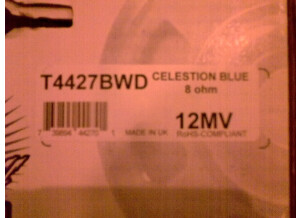 T4427BWD CELESTION BLUE
8 ohm
12MV
MADE IN UK RoHS-COMPLIANT